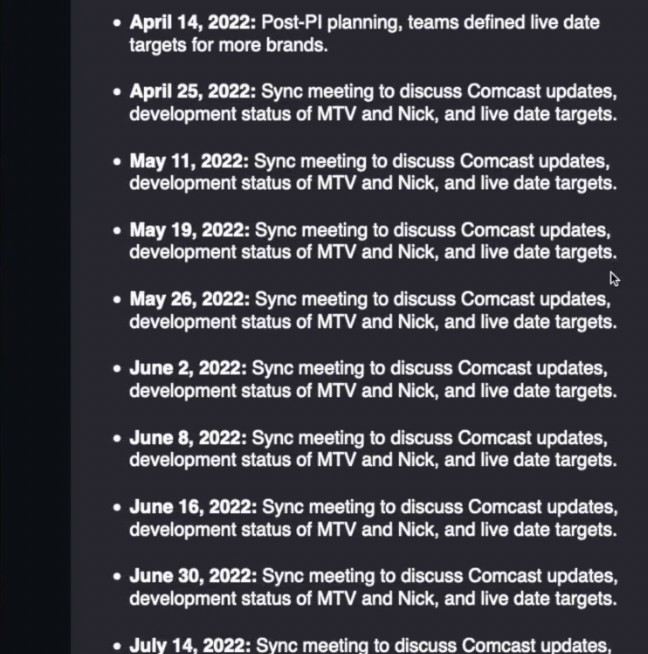 • April 14, 2022: Post-PI planning, teams defined live date
targets for more brands.
• April 25, 2022: Sync meeting to discuss Comcast updates,
development status of MTV and Nick, and live date targets.
• May 11, 2022: Sync meeting to discuss Comcast updates,
development status of MTV and Nick, and live date targets.
• May 19, 2022: Sync meeting to discuss Comcast updates,
development status of MTV and Nick, and live date targets.
• May 26, 2022: Sync meeting to discuss Comcast updates,
development status of MTV and Nick, and live date targets.
• June 2, 2022: Sync meeting to discuss Comcast updates,
development status of MTV and Nick, and live date targets.
• June 8, 2022: Sync meeting to discuss Comcast updates,
development status of MTV and Nick, and live date targets.
• June 16, 2022: Sync meeting to discuss Comcast updates,
development status of MTV and Nick, and live date targets.
• June 30, 2022: Sync meeting to discuss Comcast updates,
development status of MTV and Nick, and live date targets.
• July 14, 2022: Sync meeting to discuss Comcast updates,